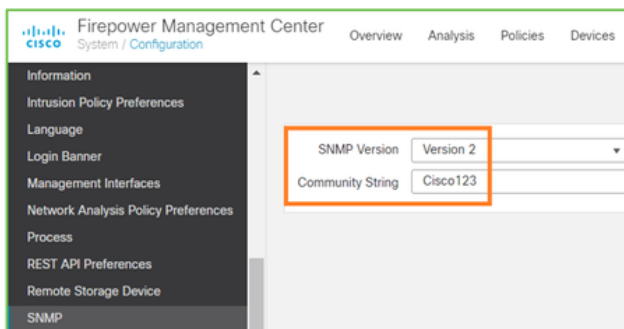 Firepower Management Center
CISCO
System / Configuration
Overview Analysis Policies Devices
Information
Intrusion Policy Preferences
Language
Login Banner
Management Interfaces
Network Analysis Policy Preferences
Process
REST API Preferences
Remote Storage Device
SNMP
SNMP Version Version 2
Community String Cisco123